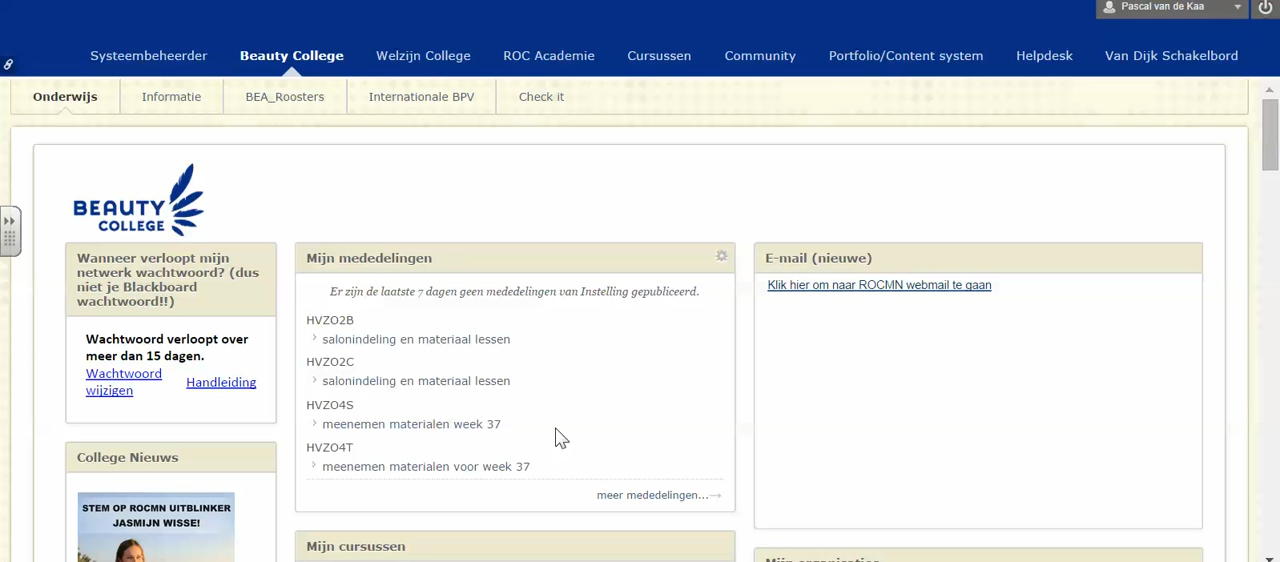 Pascal van de Kaa
Systeembeheerder
Beauty College
Welzijn College
ROC Academie
Cursussen
Community
Portfolio/Content system
Helpdesk
Van Dijk Schakelbord
Onderwijs
Informatie
BEA_Roosters
Internationale BPV
Check it
BEAUTY
COLLEGE
Wanneer verloopt mijn
netwerk wachtwoord? (dus
niet je Blackboard
wachtwoord!!)
Wachtwoord verloopt over
meer dan 15 dagen.
Wachtwoord
wijzigen
Handleiding
College Nieuws
STEM OP ROCMN UITBLINKER
JASMIJN WISSE!
Mijn mededelingen
Er zijn de laatste 7 dagen geen mededelingen van Instelling gepubliceerd.
HVZO2B
salonindeling en materiaal lessen
HVZO2C
salonindeling en materiaal lessen
HVZO4S
meenemen materialen week 37
HVZO4T
meenemen materialen voor week 37
meer mededelingen...
Mijn cursussen
E-mail (nieuwe)
Klik hier om naar ROCMN webmail te gaan
Mijn organisaties